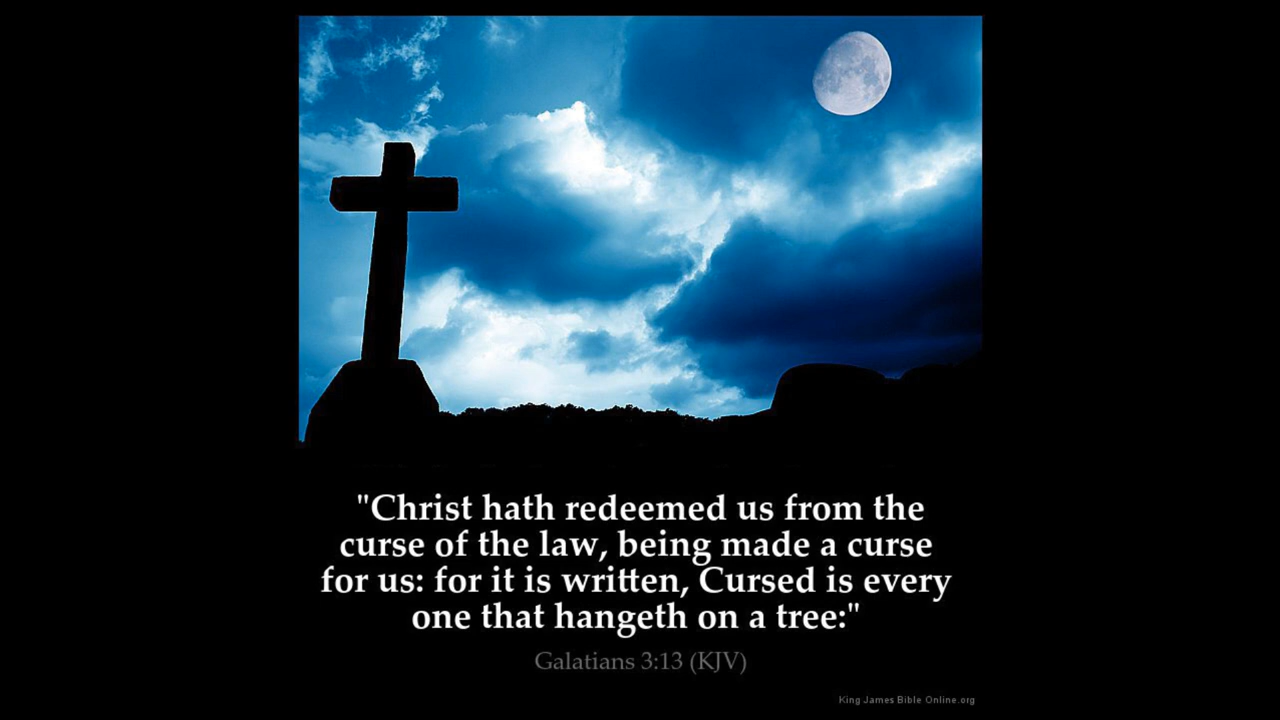 "Christ hath redeemed us from the
curse of the law, being made a curse
for us: for it is written, Cursed is every
one that hangeth on a tree:"
Galatians 3:13 (KJV)
King James Bible Online.org